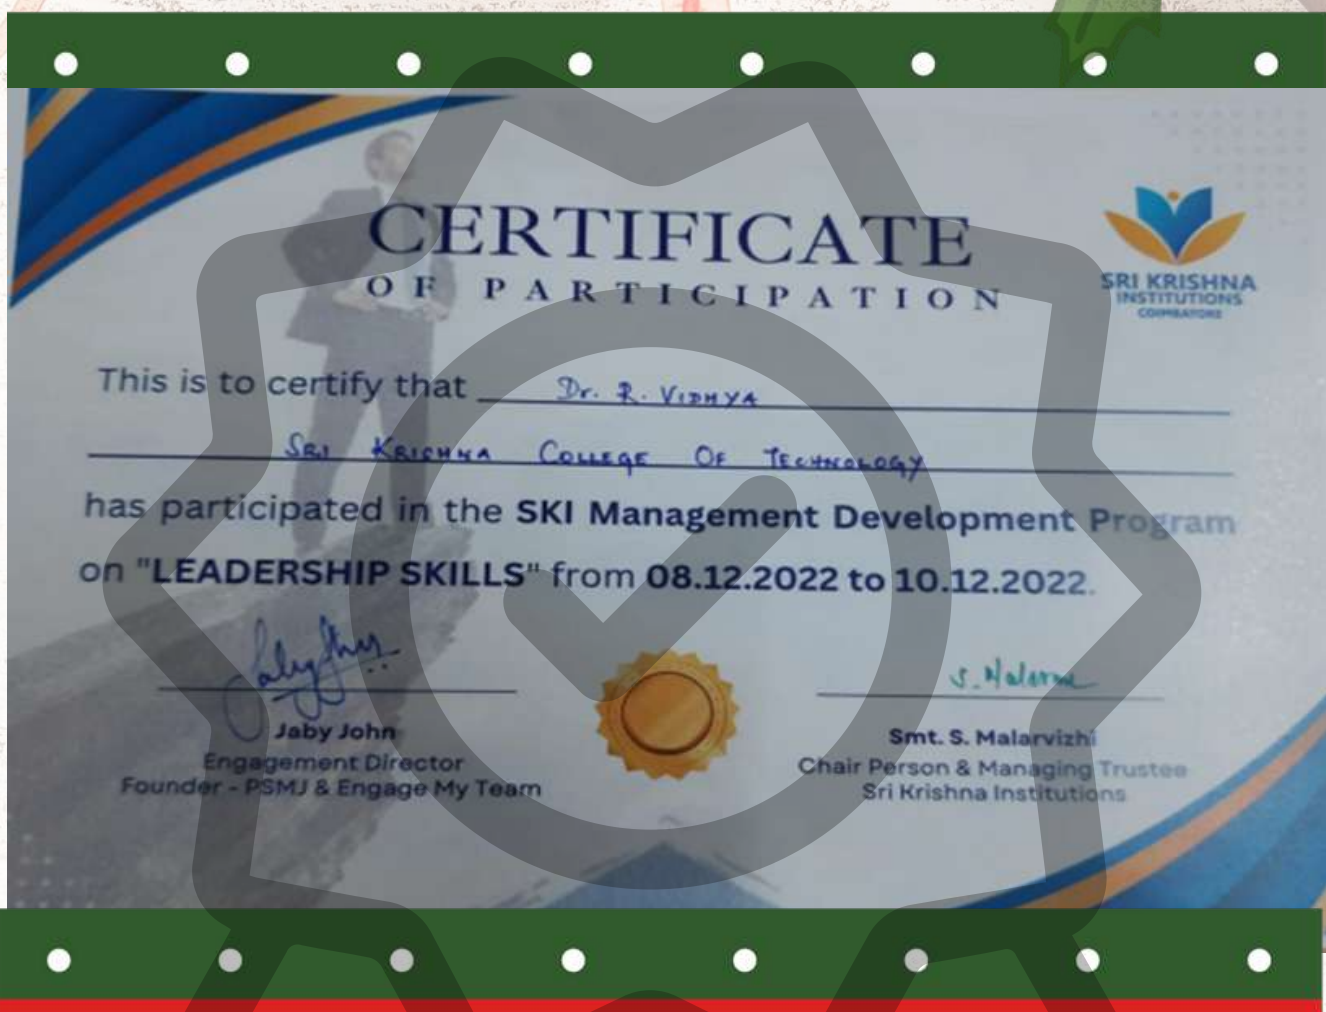 CERTIFICATE
OF PARTICIPATION
SRI KRISHNA
INSTITUTIONS
COIMBATORE
This is to certify that Dr. R. VIDHYA
SRI KRISHNA COLLEGE OF TECHNOLOGY
has participated in the SKI Management Development Program
on "LEADERSHIP SKILLS" from 08.12.2022 to 10.12.2022.
Jaby John
Engagement Director
Founder - PSMJ & Engage My Team
Smt. S. Malarvizhi
Chair Person & Managing Trustee
Sri Krishna Institutions